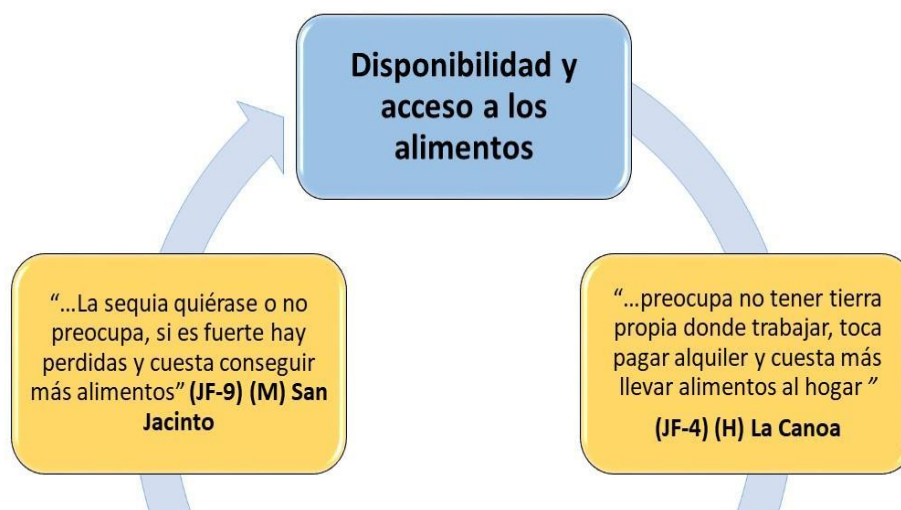 Disponibilidad y
acceso a los
alimentos
“...La sequia quiérase o no
preocupa, si es fuerte hay
perdidas y cuesta conseguir
más alimentos” (JF-9) (M) San
Jacinto
“...preocupa no tener tierra
propia donde trabajar, toca
pagar alquiler y cuesta más
llevar alimentos al hogar ”
(JF-4) (H) La Canoa